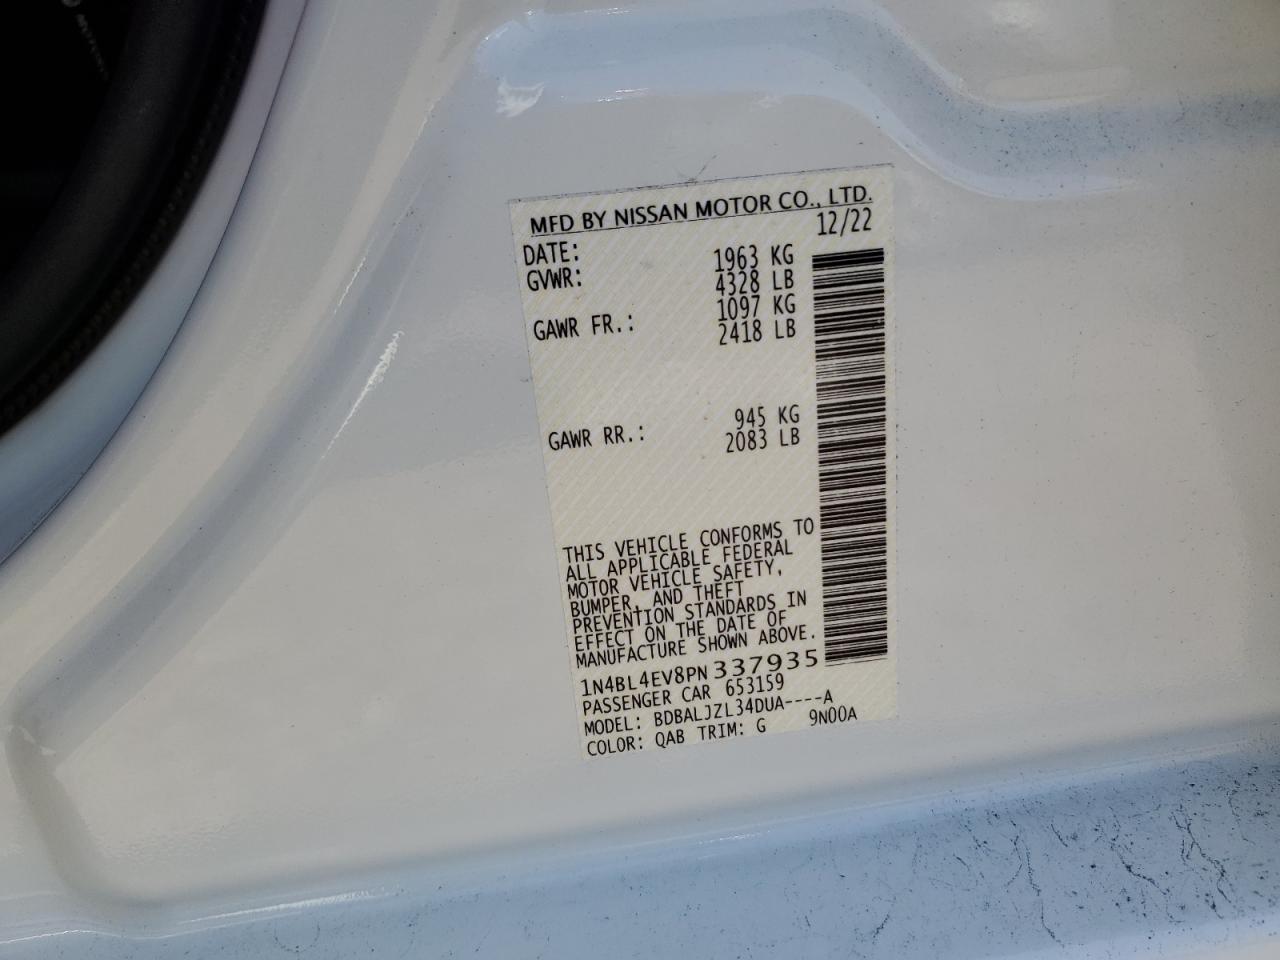 MFD BY NISSAN MOTOR CO., LTD.
DATE: 12/22
GVWR: 1963 KG
4328 LB
GAWR FR.: 1097 KG
2418 LB
GAWR RR.: 945 KG
2083 LB
THIS VEHICLE CONFORMS TO
ALL APPLICABLE FEDERAL
MOTOR VEHICLE SAFETY,
BUMPER, AND THEFT
PREVENTION STANDARDS IN
EFFECT ON THE DATE OF
MANUFACTURE SHOWN ABOVE.
1N4BL4EV8PN337935
PASSENGER CAR 653159
MODEL: BDBALJZL34DUA----A
COLOR: QAB TRIM: G 9N00A